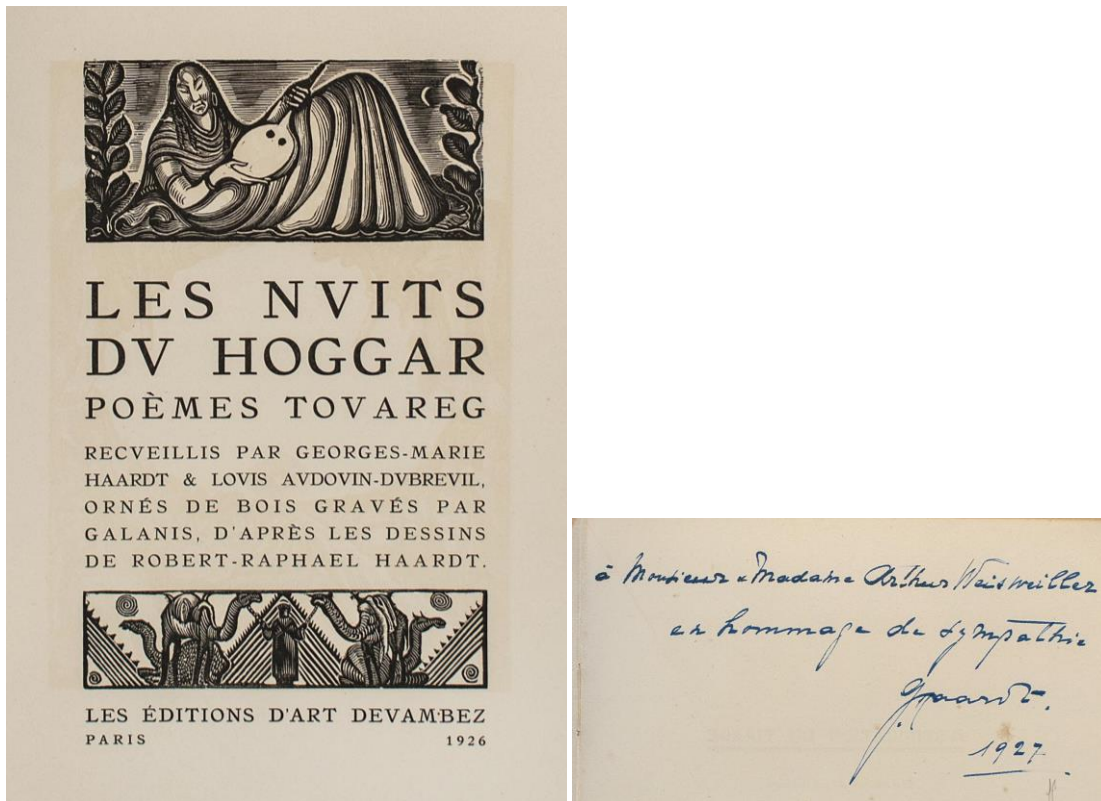 LES NVITS
DV HOGGAR
POÈMES TOVAREG
RECVEILLIS PAR GEORGES-MARIE
HAARDT & LOVIS AVDOVIN-DVBREVIL,
ORNÉS DE BOIS GRAVÉS PAR
GALANIS, D'APRÈS LES DESSINS
DE ROBERT-RAPHAEL HAARDT.
LES ÉDITIONS D'ART DEVAMBEZ
PARIS 1926
à Monsieur & Madame Arthur Weisweiller
en hommage de sympathie
GHaardt.
1927